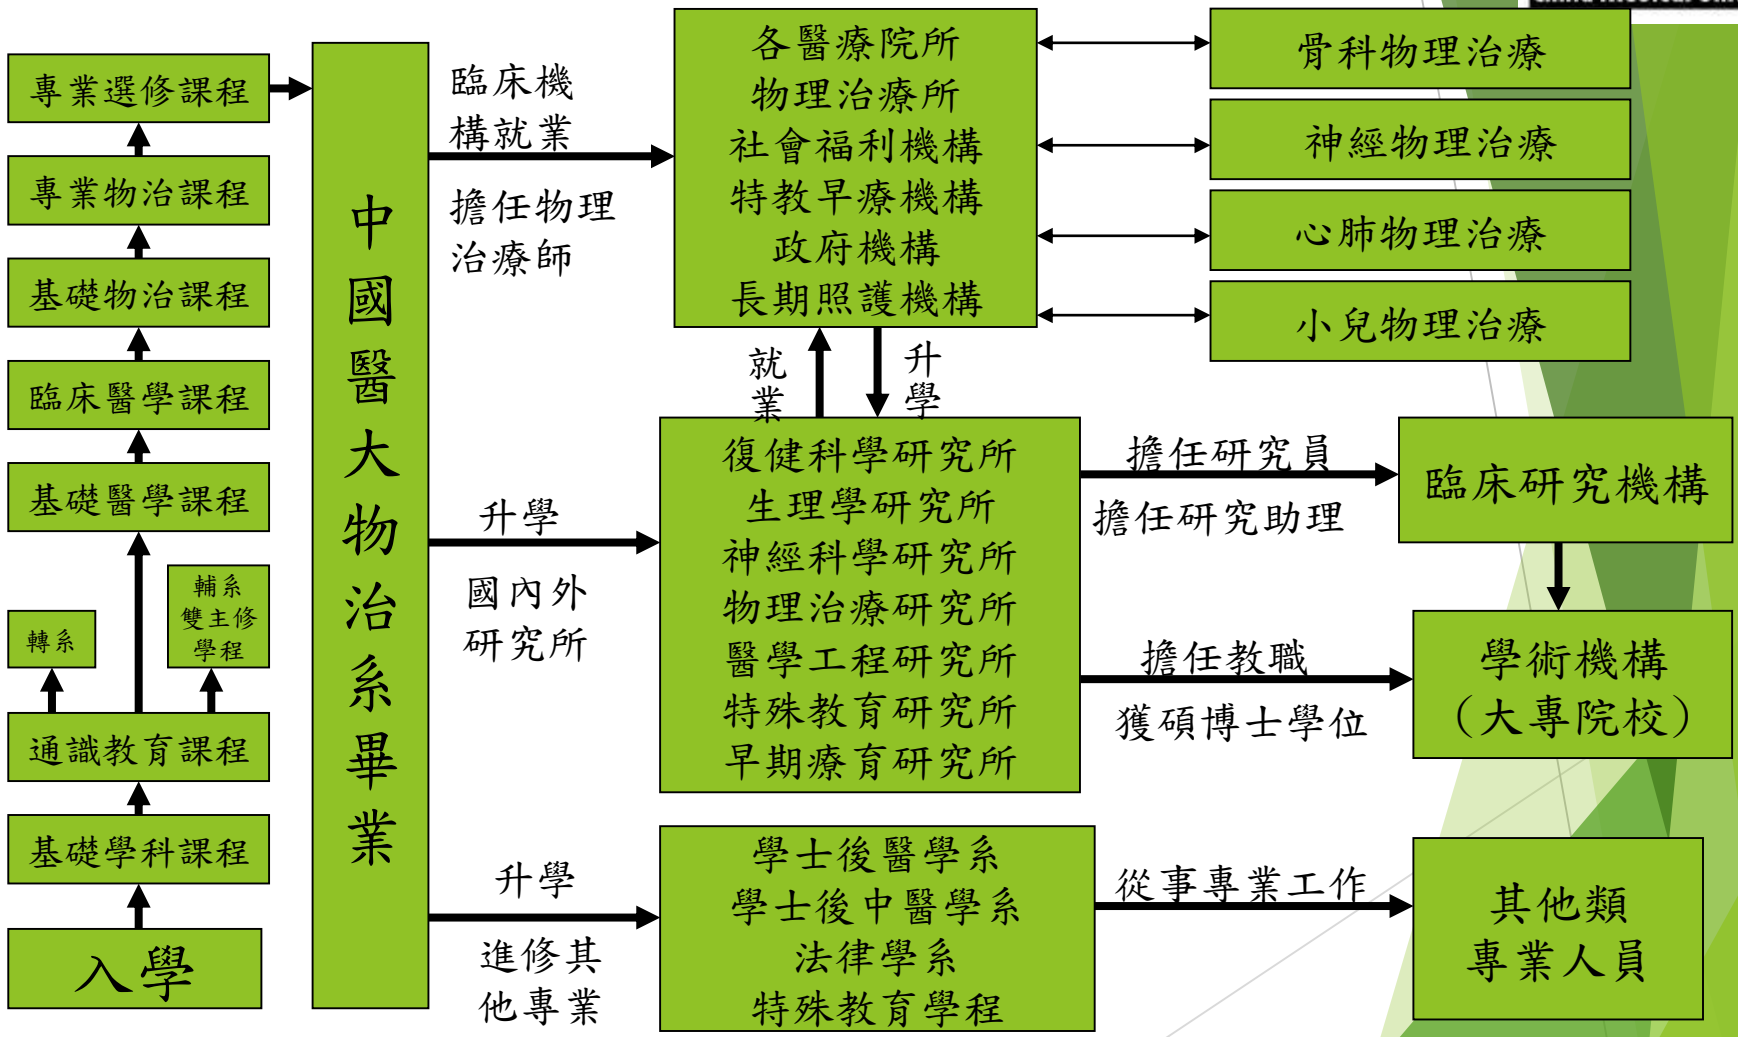 專業選修課程
專業物治課程
基礎物治課程
臨床醫學課程
基礎醫學課程
轉系
輔系
雙主修
學程
通識教育課程
基礎學科課程
入學
中國醫大物治系畢業
臨床機
構就業
擔任物理
治療師
各醫療院所
物理治療所
社會福利機構
特教早療機構
政府機構
長期照護機構
骨科物理治療
神經物理治療
心肺物理治療
小兒物理治療
就業
升學
升學
國內外
研究所
復健科學研究所
生理學研究所
神經科學研究所
物理治療研究所
醫學工程研究所
特殊教育研究所
早期療育研究所
擔任研究員
擔任研究助理
臨床研究機構
擔任教職
獲碩博士學位
學術機構
（大專院校）
升學
進修其
他專業
學士後醫學系
學士後中醫學系
法律學系
特殊教育學程
從事專業工作
其他類
專業人員